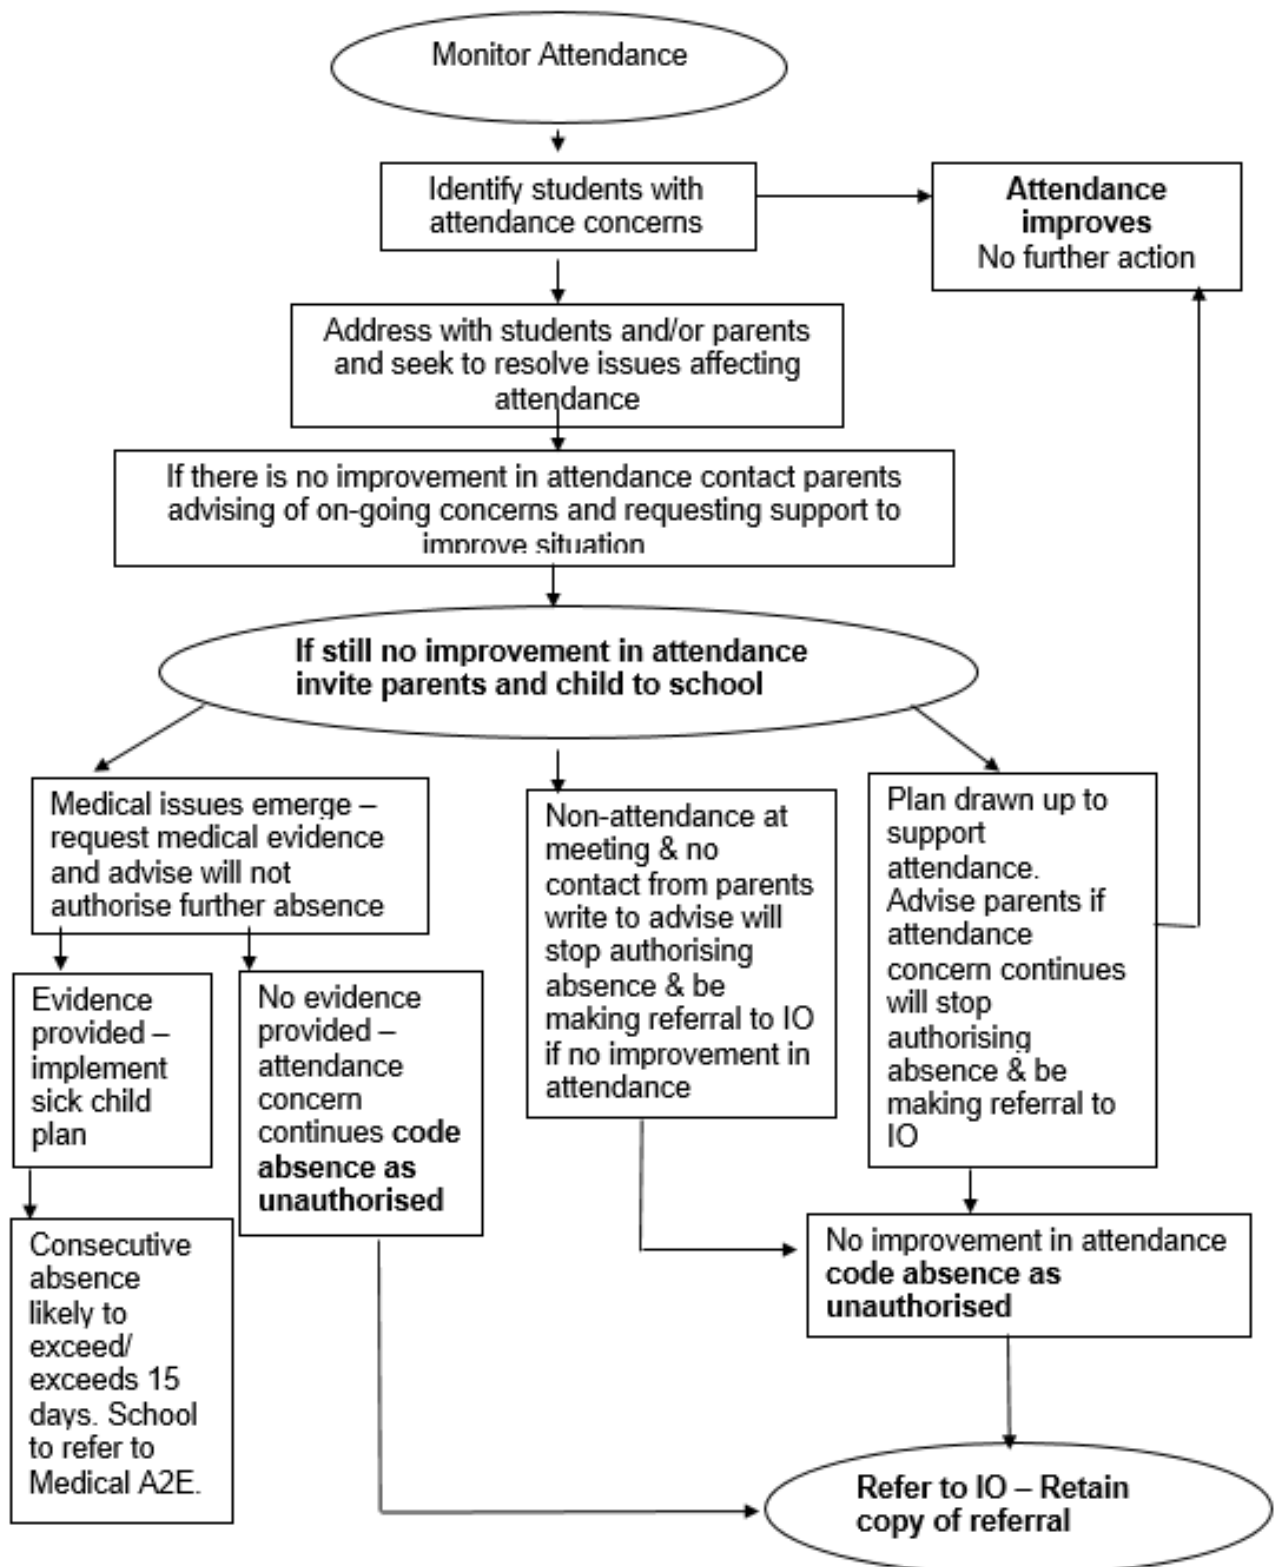 Monitor Attendance
Identify students with
attendance concerns
Attendance
improves
No further action
Address with students and/or parents
and seek to resolve issues affecting
attendance
If there is no improvement in attendance contact parents
advising of on-going concerns and requesting support to
improve situation
If still no improvement in attendance
invite parents and child to school
Medical issues emerge –
request medical evidence
and advise will not
authorise further absence
Non-attendance at
meeting & no
contact from parents
write to advise will
stop authorising
absence & be
making referral to IO
if no improvement in
attendance
Plan drawn up to
support
attendance.
Advise parents if
attendance
concern continues
will stop
authorising
absence & be
making referral to
IO
Evidence
provided –
implement
sick child
plan
No evidence
provided –
attendance
concern
continues code
absence as
unauthorised
Consecutive
absence
likely to
exceed/
exceeds 15
days. School
to refer to
Medical A2E.
No improvement in attendance
code absence as
unauthorised
Refer to IO – Retain
copy of referral